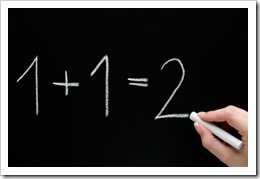 1 + 1 = 2